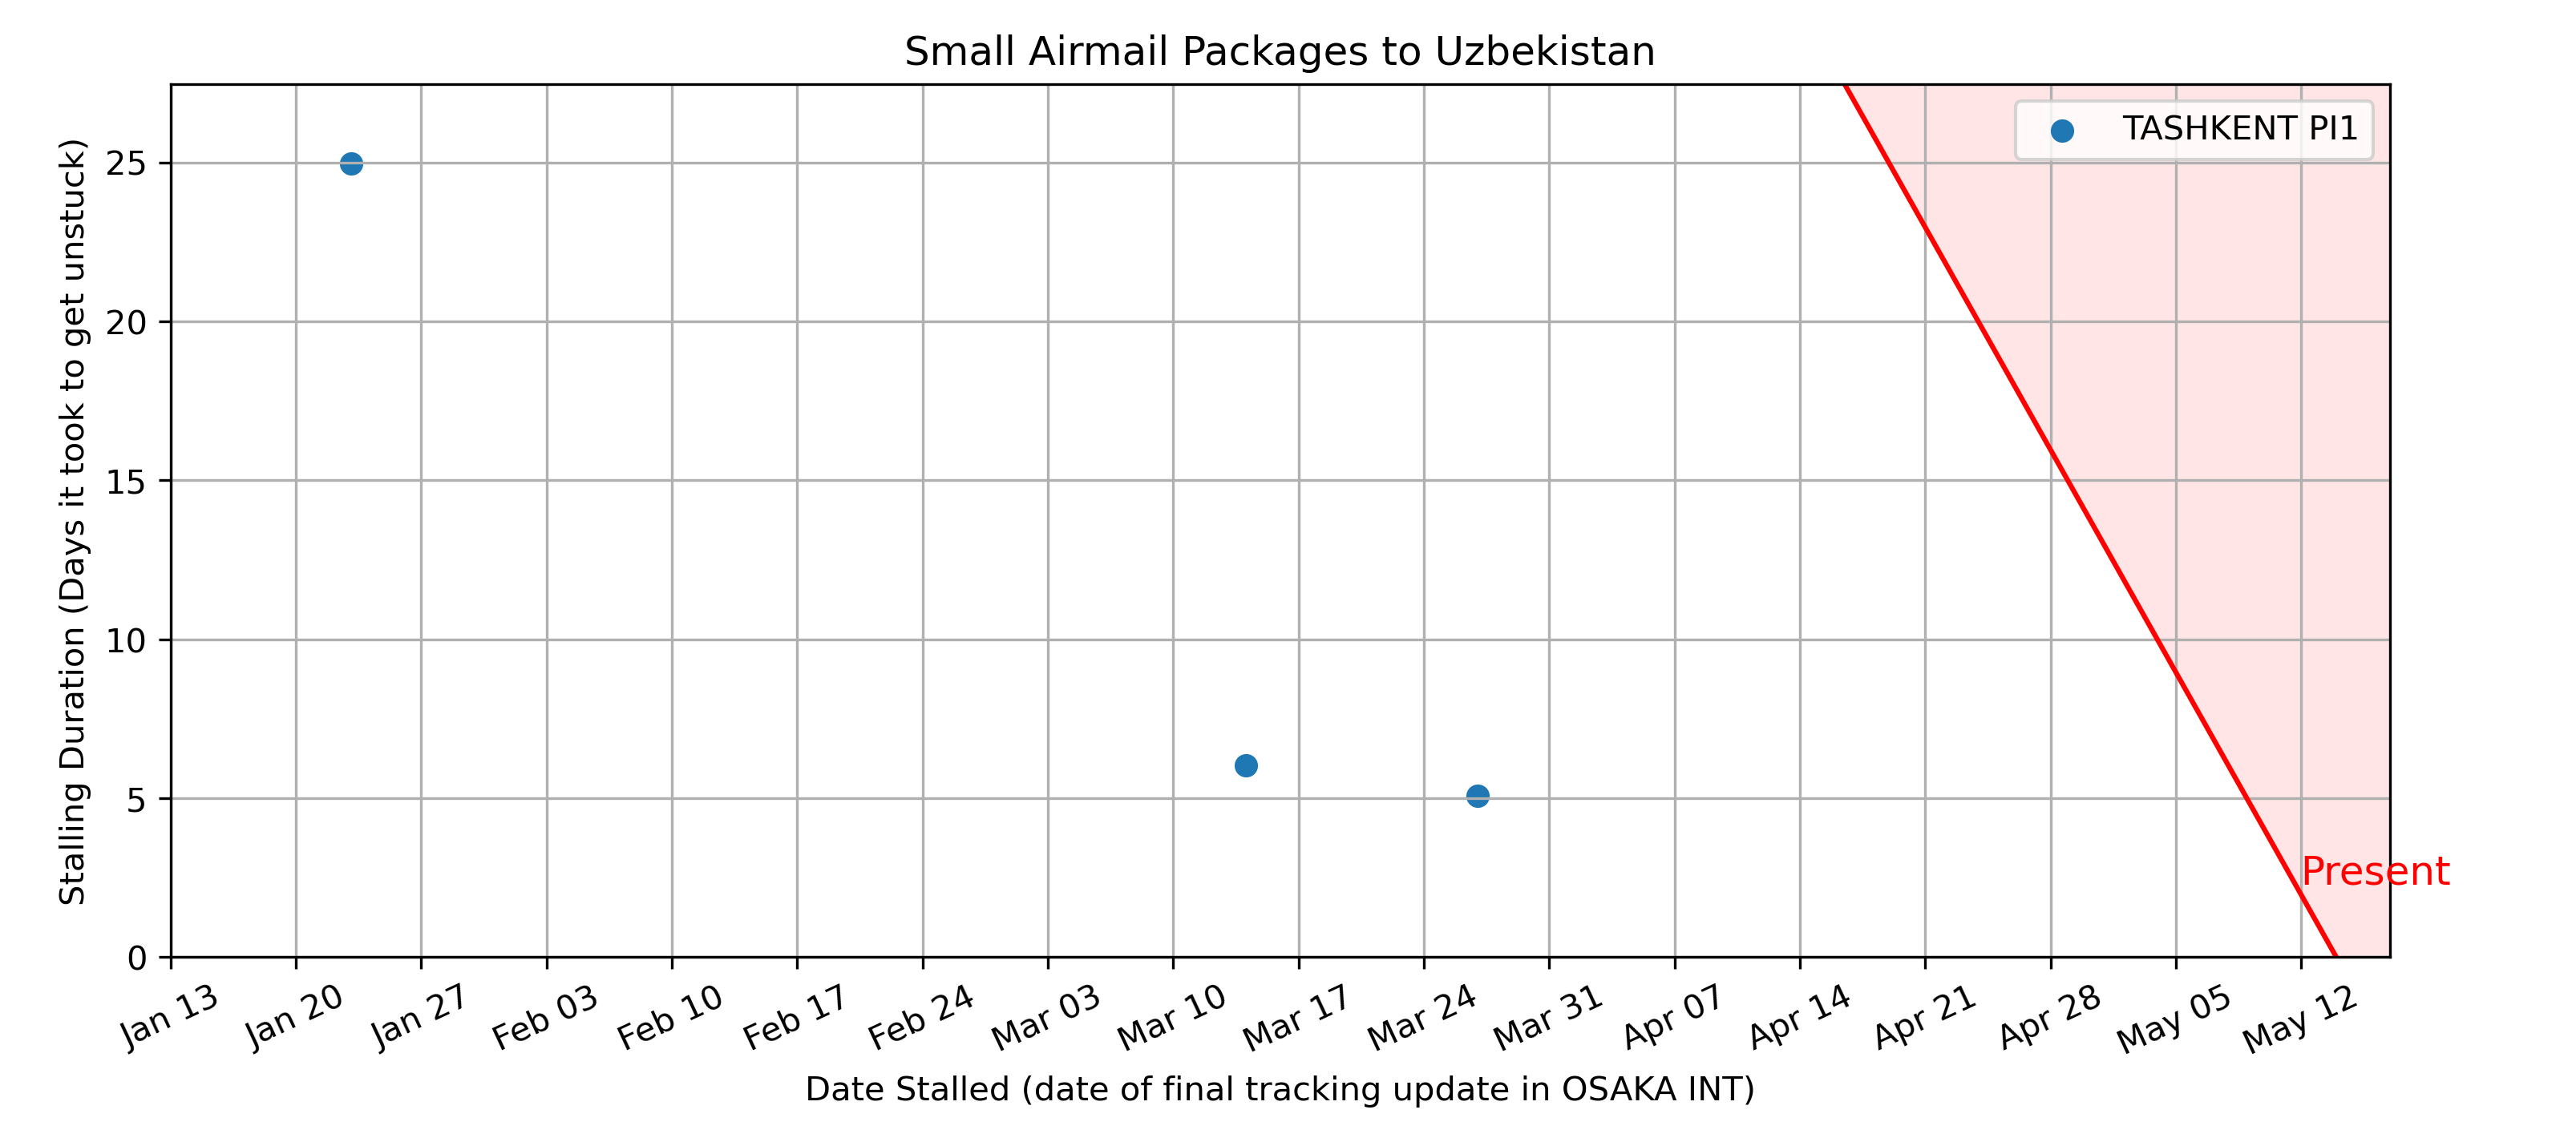 Small Airmail Packages to Uzbekistan
TASHKENT PI1
Stalling Duration (Days it took to get unstuck)
25
20
15
10
5
0
Present
Jan 13
Jan 20
Jan 27
Feb 03
Feb 10
Feb 17
Feb 24
Mar 03
Mar 10
Mar 17
Mar 24
Mar 31
Apr 07
Apr 14
Apr 21
Apr 28
May 05
May 12
Date Stalled (date of final tracking update in OSAKA INT)